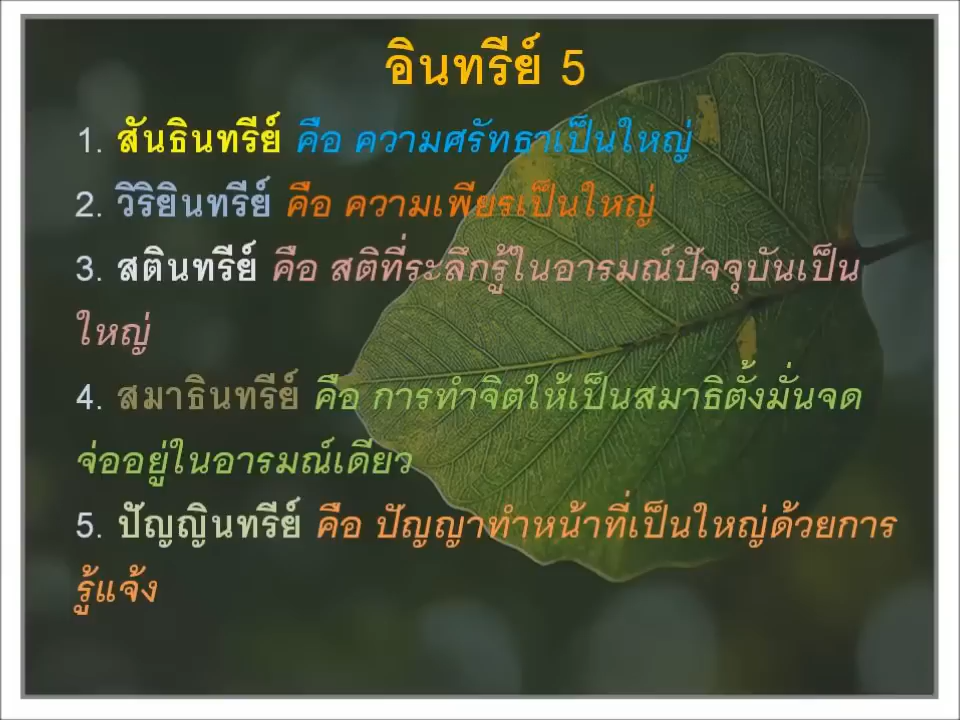 อินทรีย์ 5
1. สันธินทรีย์ คือ ความศรัทธาเป็นใหญ่
2. วิริยินทรีย์ คือ ความเพียรเป็นใหญ่
3. สตินทรีย์ คือ สติที่ระลึกรู้ในอารมณ์ปัจจุบันเป็น
ใหญ่
4. สมาธินทรีย์ คือ การทำจิตให้เป็นสมาธิตั้งมั่นจด
จ่ออยู่ในอารมณ์เดียว
5. ปัญญินทรีย์ คือ ปัญญาทำหน้าที่เป็นใหญ่ด้วยการ
รู้แจ้ง